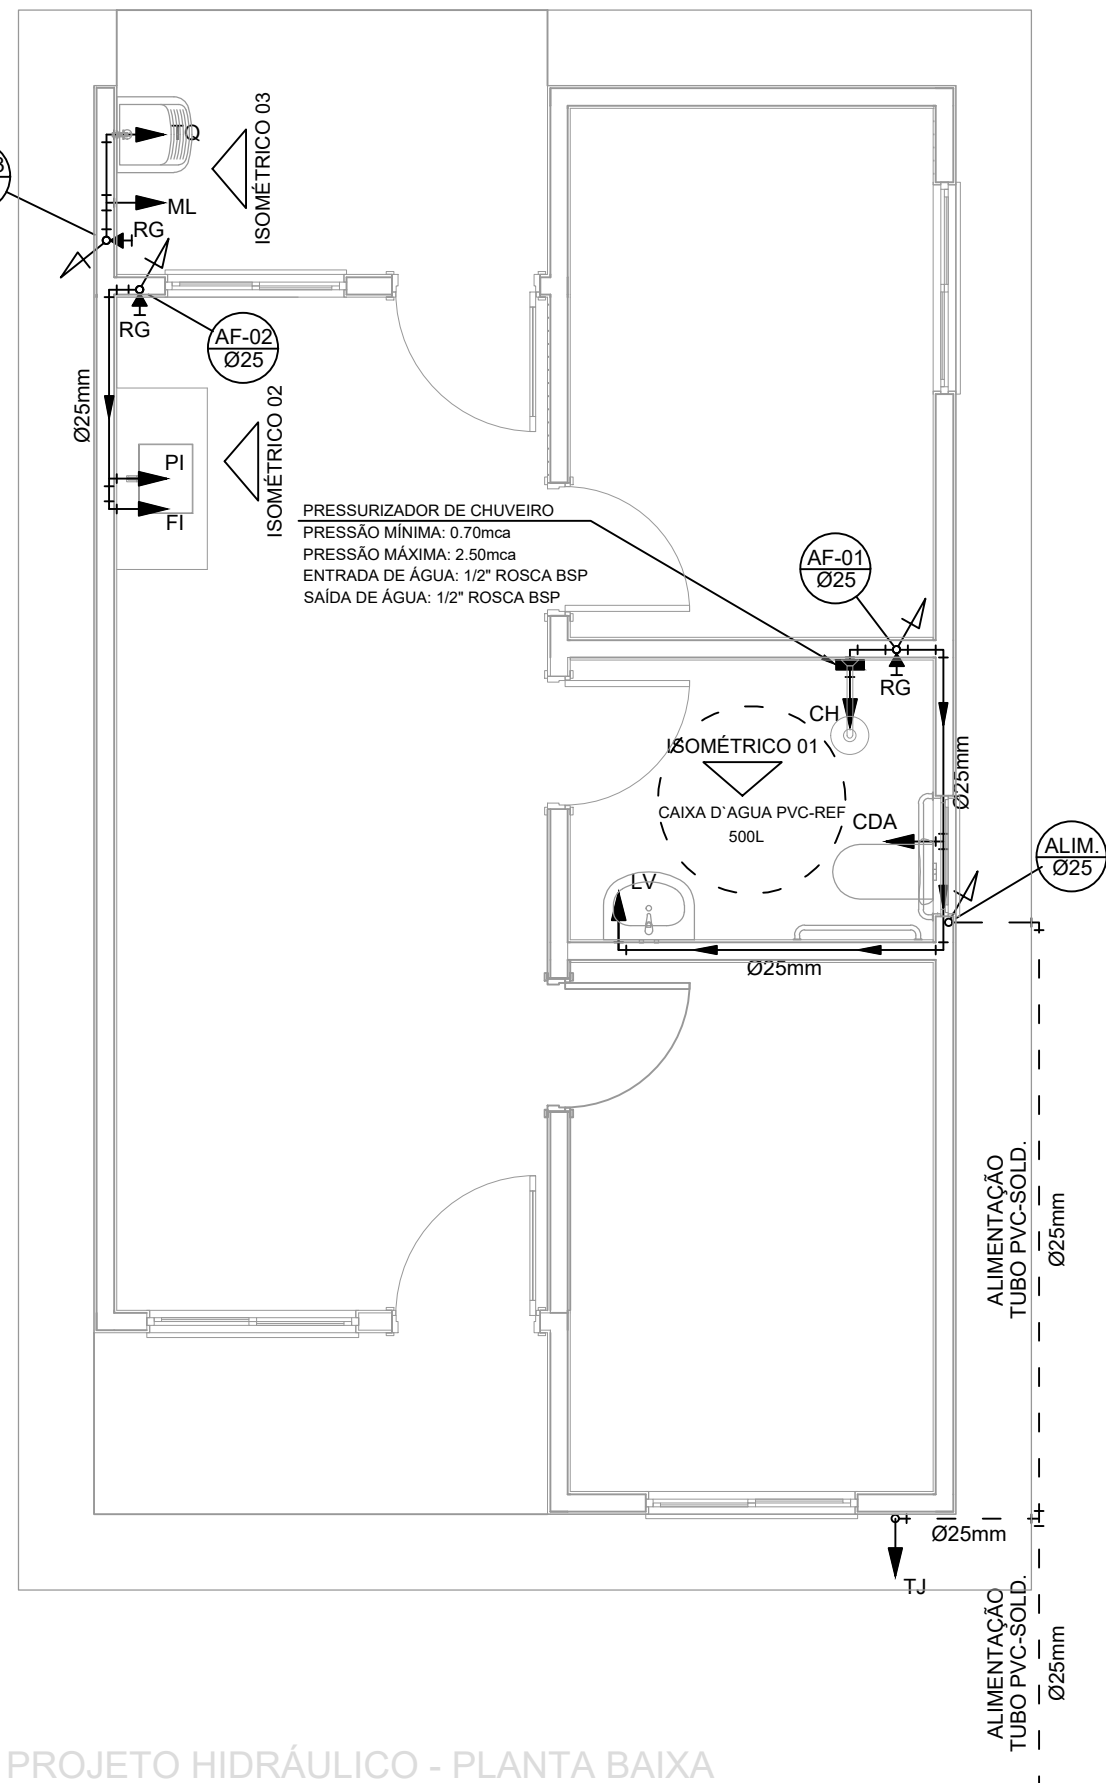 TQ
ISOMÉTRICO 03
3
ML
RG
RG
AF-02
Ø25
Ø25mm
ISOMÉTRICO 02
PI
FI
PRESSURIZADOR DE CHUVEIRO
PRESSÃO MÍNIMA: 0.70mca
PRESSÃO MÁXIMA: 2.50mca
ENTRADA DE ÁGUA: 1/2" ROSCA BSP
SAÍDA DE ÁGUA: 1/2" ROSCA BSP
AF-01
Ø25
RG
CH
ISOMÉTRICO 01
Ø25mm
CAIXA D`AGUA PVC-REF
500L
CDA
ALIM.
Ø25
LV
Ø25mm
ALIMENTAÇÃO
TUBO PVC-SOLD.
Ø25mm
Ø25mm
TJ
ALIMENTAÇÃO
TUBO PVC-SOLD.
Ø25mm
PROJETO HIDRÁULICO - PLANTA BAIXA